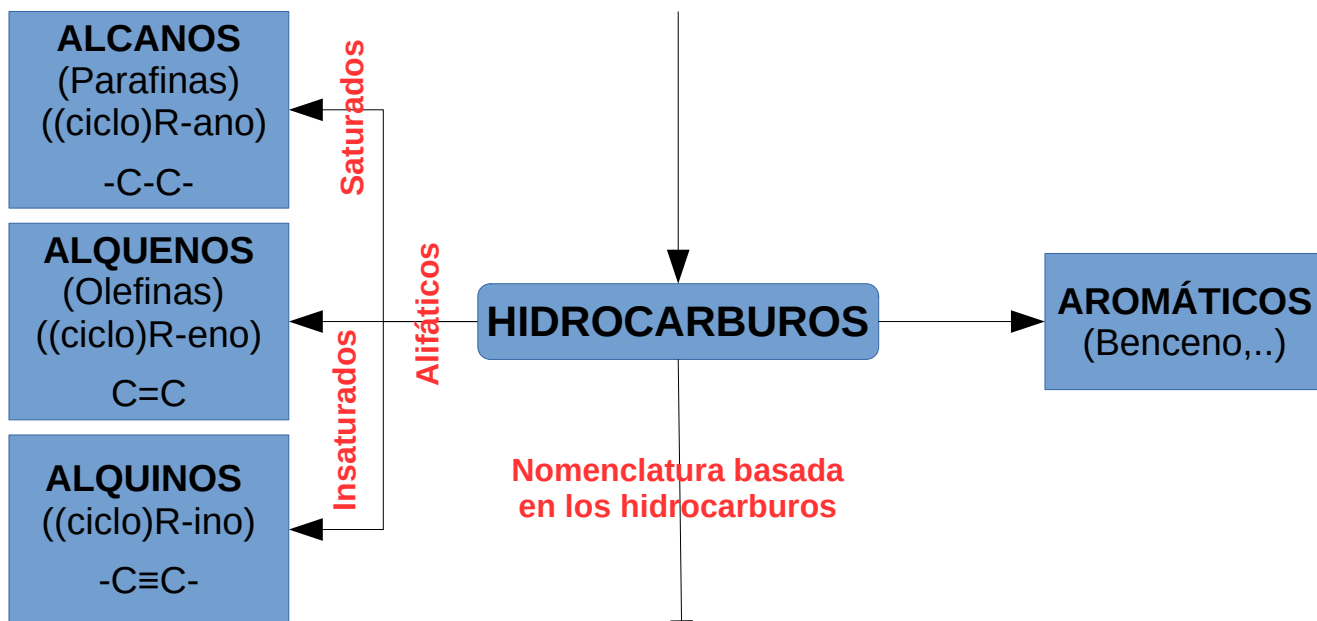 ALCANOS
(Parafinas)
((ciclo)R-ano)
-C-C-
Saturados
ALQUENOS
(Olefinas)
((ciclo)R-eno)
C=C
Insaturados
ALQUINOS
((ciclo)R-ino)
-C≡C-
Alifáticos
HIDROCARBUROS
Nomenclatura basada
en los hidrocarburos
AROMÁTICOS
(Benceno,..)